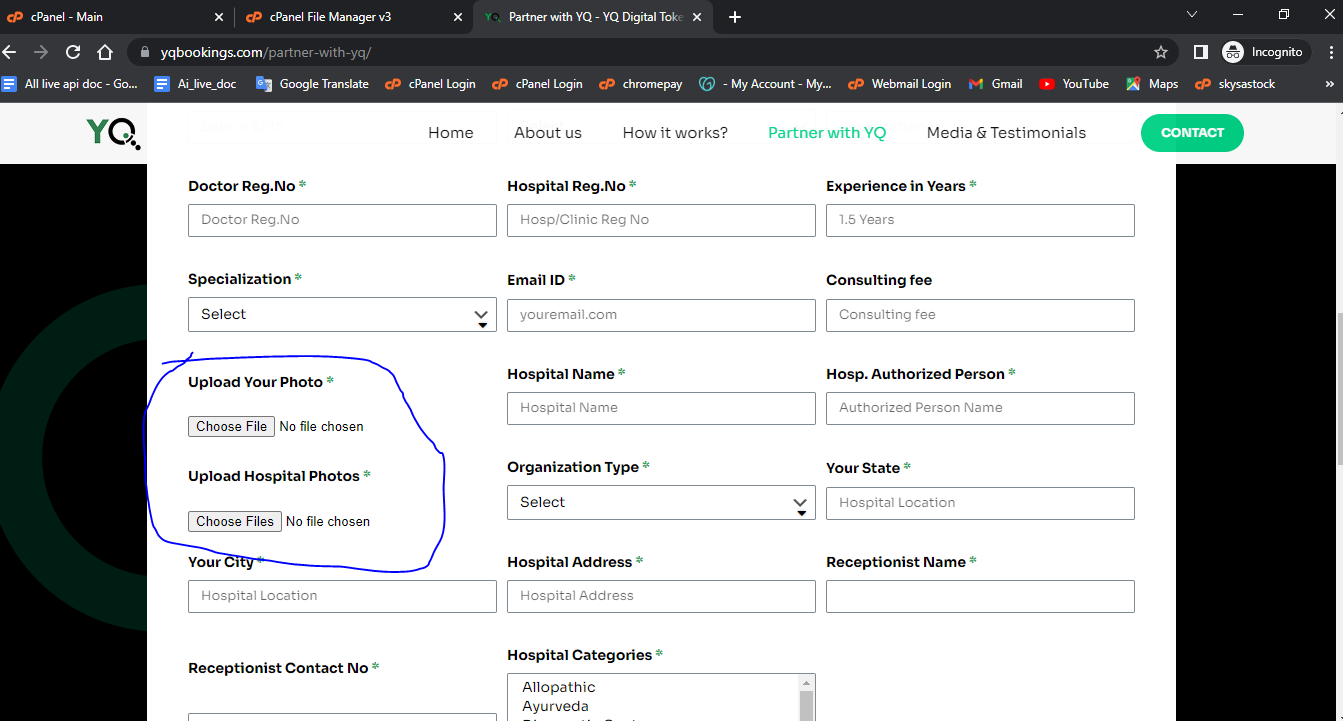 cPanel - Main
cPanel File Manager v3
Partner with YQ - YQ Digital Toke
yqbookings.com/partner-with-yq/
Incognito
All live api doc - Go...
Ai_live_doc
Google Translate
cPanel Login
cPanel Login
chromepay
- My Account - My...
Webmail Login
Gmail
YouTube
Maps
skysastock
»
YQ
Home
About us
How it works?
Partner with YQ
Media & Testimonials
CONTACT
Doctor Reg.No *
Hospital Reg.No *
Experience in Years *
Doctor Reg.No
Hosp/Clinic Reg No
1.5 Years
Specialization *
Email ID *
Consulting fee
Select
youremail.com
Consulting fee
Upload Your Photo *
Hospital Name *
Hosp. Authorized Person *
Choose File No file chosen
Hospital Name
Authorized Person Name
Upload Hospital Photos *
Organization Type *
Your State *
Choose Files No file chosen
Select
Hospital Location
Your City *
Hospital Address *
Receptionist Name *
Hospital Location
Hospital Address
Receptionist Contact No *
Hospital Categories *
Allopathic
Ayurveda